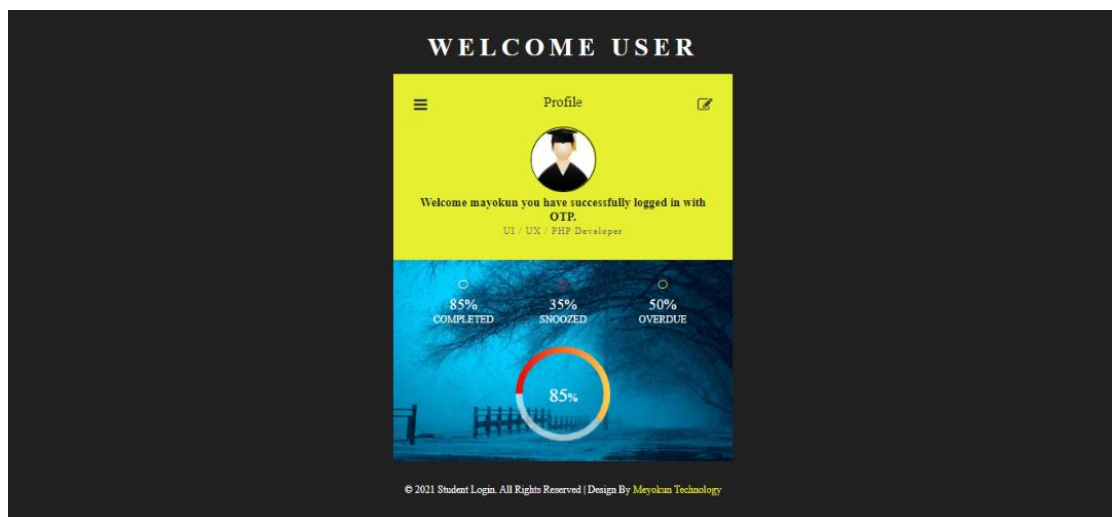 WELCOME USER
Profile
Welcome mayokun you have successfully logged in with
OTP.
UI / UX / PHP Developer
85% 35% 50%
COMPLETED SNOOZED OVERDUE
85%
© 2021 Student Login. All Rights Reserved | Design By Meyokun Technology